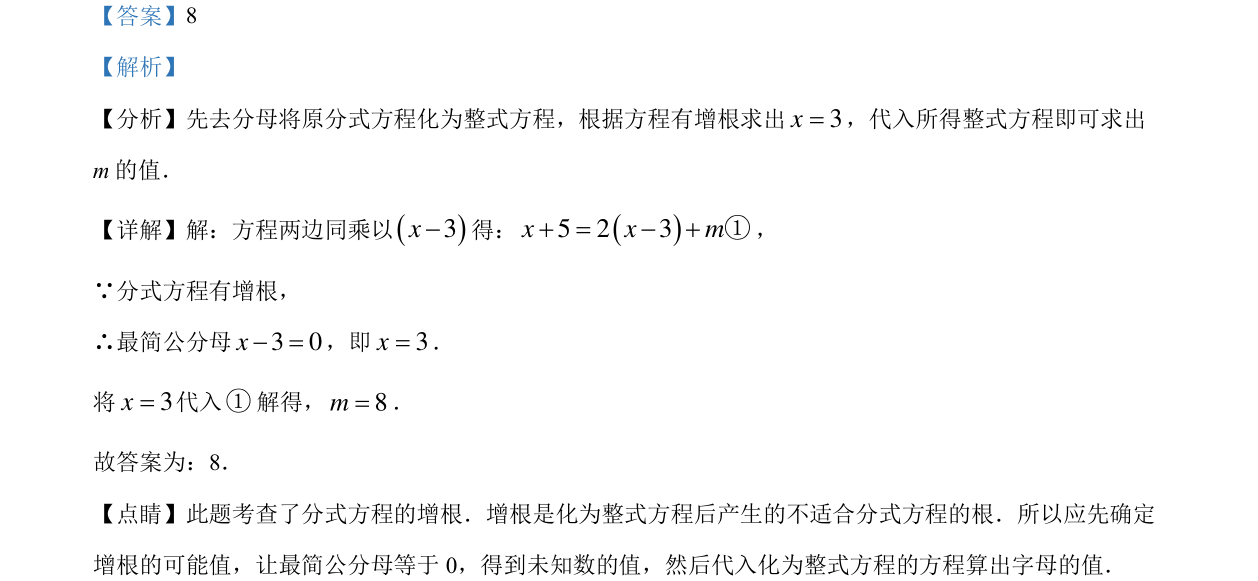 【答案】8
【解析】
【分析】先去分母将原分式方程化为整式方程，根据方程有增根求出 x = 3，代入所得整式方程即可求出
m 的值．
【详解】解：方程两边同乘以(x−3)得：x+5=2(x−3)+m①，
∵分式方程有增根，
∴最简公分母 x−3=0，即 x = 3．
将 x = 3代入①解得，m = 8．
故答案为：8．
【点睛】此题考查了分式方程的增根．增根是化为整式方程后产生的不适合分式方程的根．所以应先确定
增根的可能值，让最简公分母等于 0，得到未知数的值，然后代入化为整式方程的方程算出字母的值．